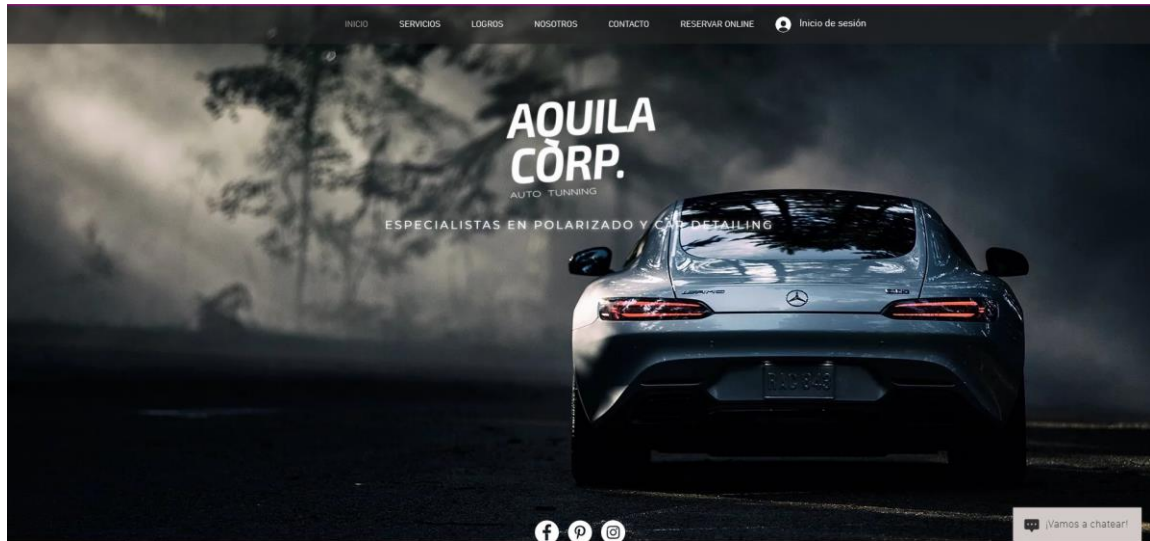 INICIO SERVICIOS LOGROS NOSOTROS CONTACTO RESERVAR ONLINE Inicio de sesión
AQUILA
CORP.
AUTO TUNNING
ESPECIALISTAS EN POLARIZADO Y CAR DETAILING
¡Vamos a chatear!